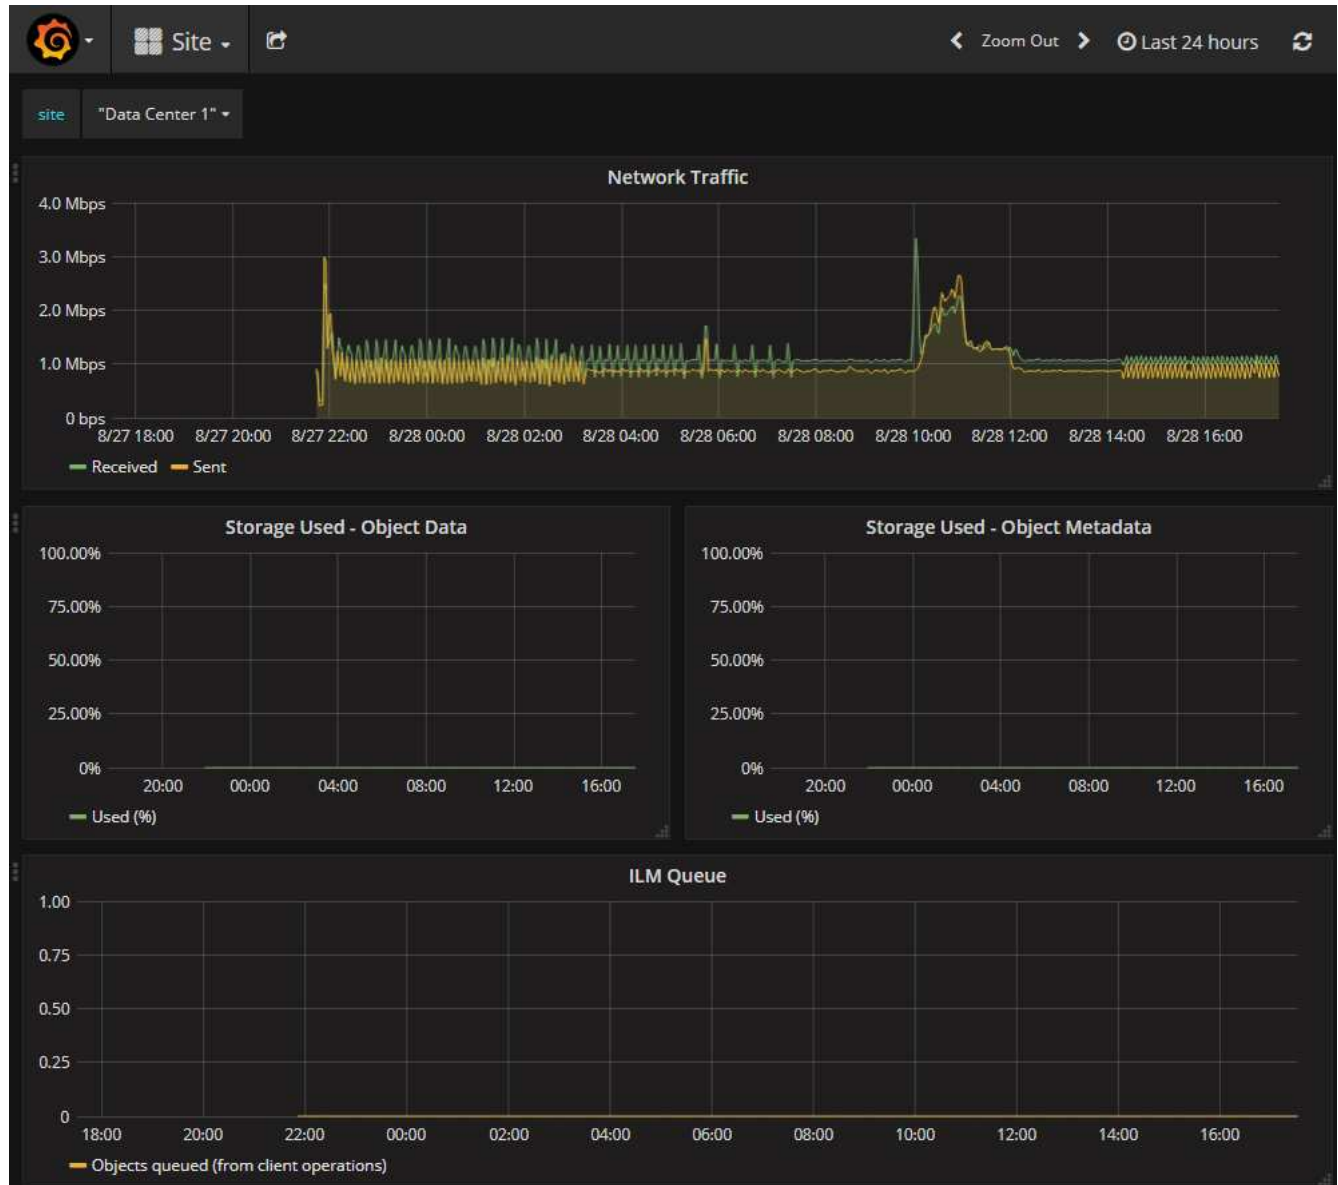 Site
Zoom Out Last 24 hours
site "Data Center 1"
Network Traffic
4.0 Mbps
3.0 Mbps
2.0 Mbps
1.0 Mbps
0 bps
8/27 18:00 8/27 20:00 8/27 22:00 8/28 00:00 8/28 02:00 8/28 04:00 8/28 06:00 8/28 08:00 8/28 10:00 8/28 12:00 8/28 14:00 8/28 16:00
Received Sent
Storage Used - Object Data
100.00%
75.00%
50.00%
25.00%
0%
20:00 00:00 04:00 08:00 12:00 16:00
Used (%)
Storage Used - Object Metadata
100.00%
75.00%
50.00%
25.00%
0%
20:00 00:00 04:00 08:00 12:00 16:00
Used (%)
ILM Queue
1.00
0.75
0.50
0.25
0
18:00 20:00 22:00 00:00 02:00 04:00 06:00 08:00 10:00 12:00 14:00 16:00
Objects queued (from client operations)